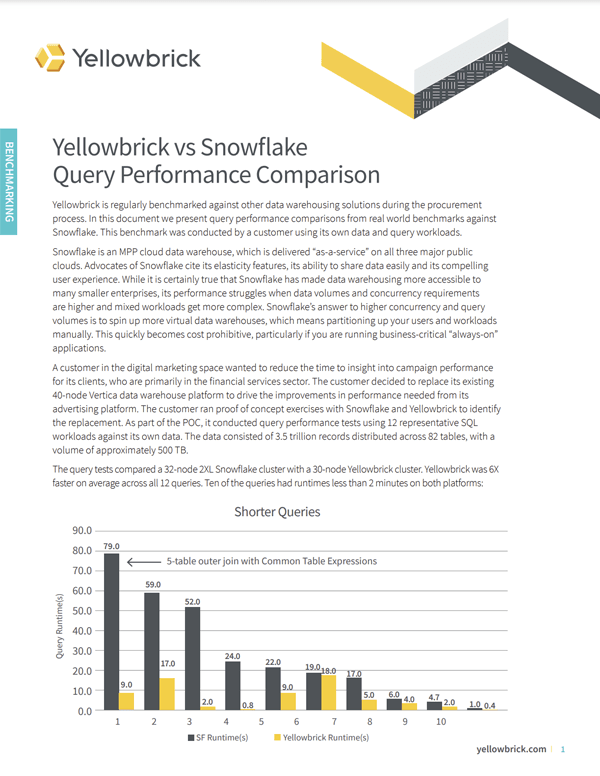 Yellowbrick
BENCHMARKING
Yellowbrick vs Snowflake
Query Performance Comparison
Yellowbrick is regularly benchmarked against other data warehousing solutions during the procurement
process. In this document we present query performance comparisons from real world benchmarks against
Snowflake. This benchmark was conducted by a customer using its own data and query workloads.
Snowflake is an MPP cloud data warehouse, which is delivered “as-a-service” on all three major public
clouds. Advocates of Snowflake cite its elasticity features, its ability to share data easily and its compelling
user experience. While it is certainly true that Snowflake has made data warehousing more accessible to
many smaller enterprises, its performance struggles when data volumes and concurrency requirements
are higher and mixed workloads get more complex. Snowflake’s answer to higher concurrency and query
volumes is to spin up more virtual data warehouses, which means partitioning up your users and workloads
manually. This quickly becomes cost prohibitive, particularly if you are running business-critical “always-on”
applications.
A customer in the digital marketing space wanted to reduce the time to insight into campaign performance
for its clients, who are primarily in the financial services sector. The customer decided to replace its existing
40-node Vertica data warehouse platform to drive the improvements in performance needed from its
advertising platform. The customer ran proof of concept exercises with Snowflake and Yellowbrick to identify
the replacement. As part of the POC, it conducted query performance tests using 12 representative SQL
workloads against its own data. The data consisted of 3.5 trillion records distributed across 82 tables, with a
volume of approximately 500 TB.
The query tests compared a 32-node 2XL Snowflake cluster with a 30-node Yellowbrick cluster. Yellowbrick was 6X
faster on average across all 12 queries. Ten of the queries had runtimes less than 2 minutes on both platforms:
Shorter Queries
Query Runtime(s)
90.0
80.0
70.0
60.0
50.0
40.0
30.0
20.0
10.0
0.0
5-table outer join with Common Table Expressions
79.0 9.0
59.0 17.0
52.0 2.0
24.0 0.8
22.0 9.0
19.0 18.0
17.0 5.0
6.0 4.0
4.7 2.0
1.0 0.4
1 2 3 4 5 6 7 8 9 10
SF Runtime(s) Yellowbrick Runtime(s)
yellowbrick.com | 1